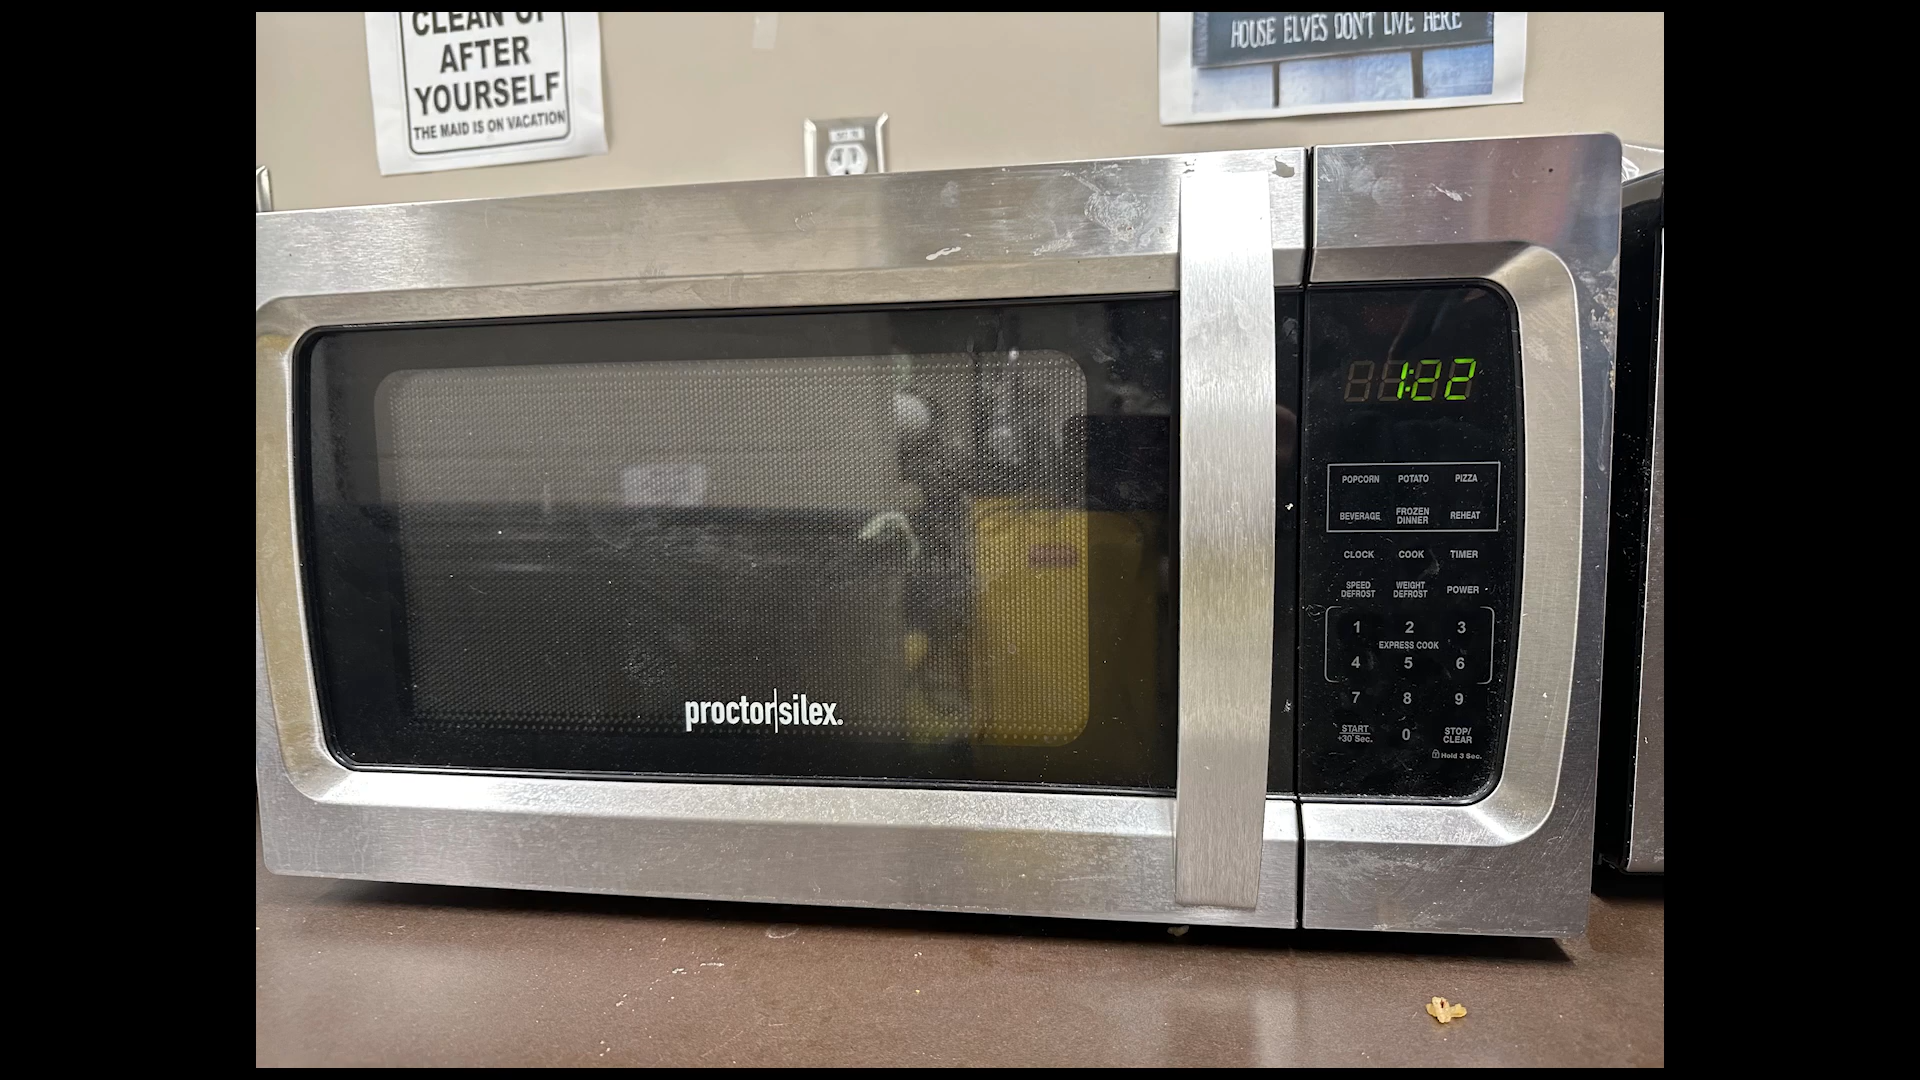 CLEAN UP
AFTER
YOURSELF
THE MAID IS ON VACATION
HOUSE ELVES DON'T LIVE HERE
1:22
POPCORN POTATO PIZZA
BEVERAGE FROZEN DINNER REHEAT
CLOCK COOK TIMER
SPEED DEFROST WEIGHT DEFROST POWER
1 2 3
EXPRESS COOK
4 5 6
7 8 9
START +30 Sec. 0 STOP/CLEAR
Hold 3 Sec.
proctor silex.